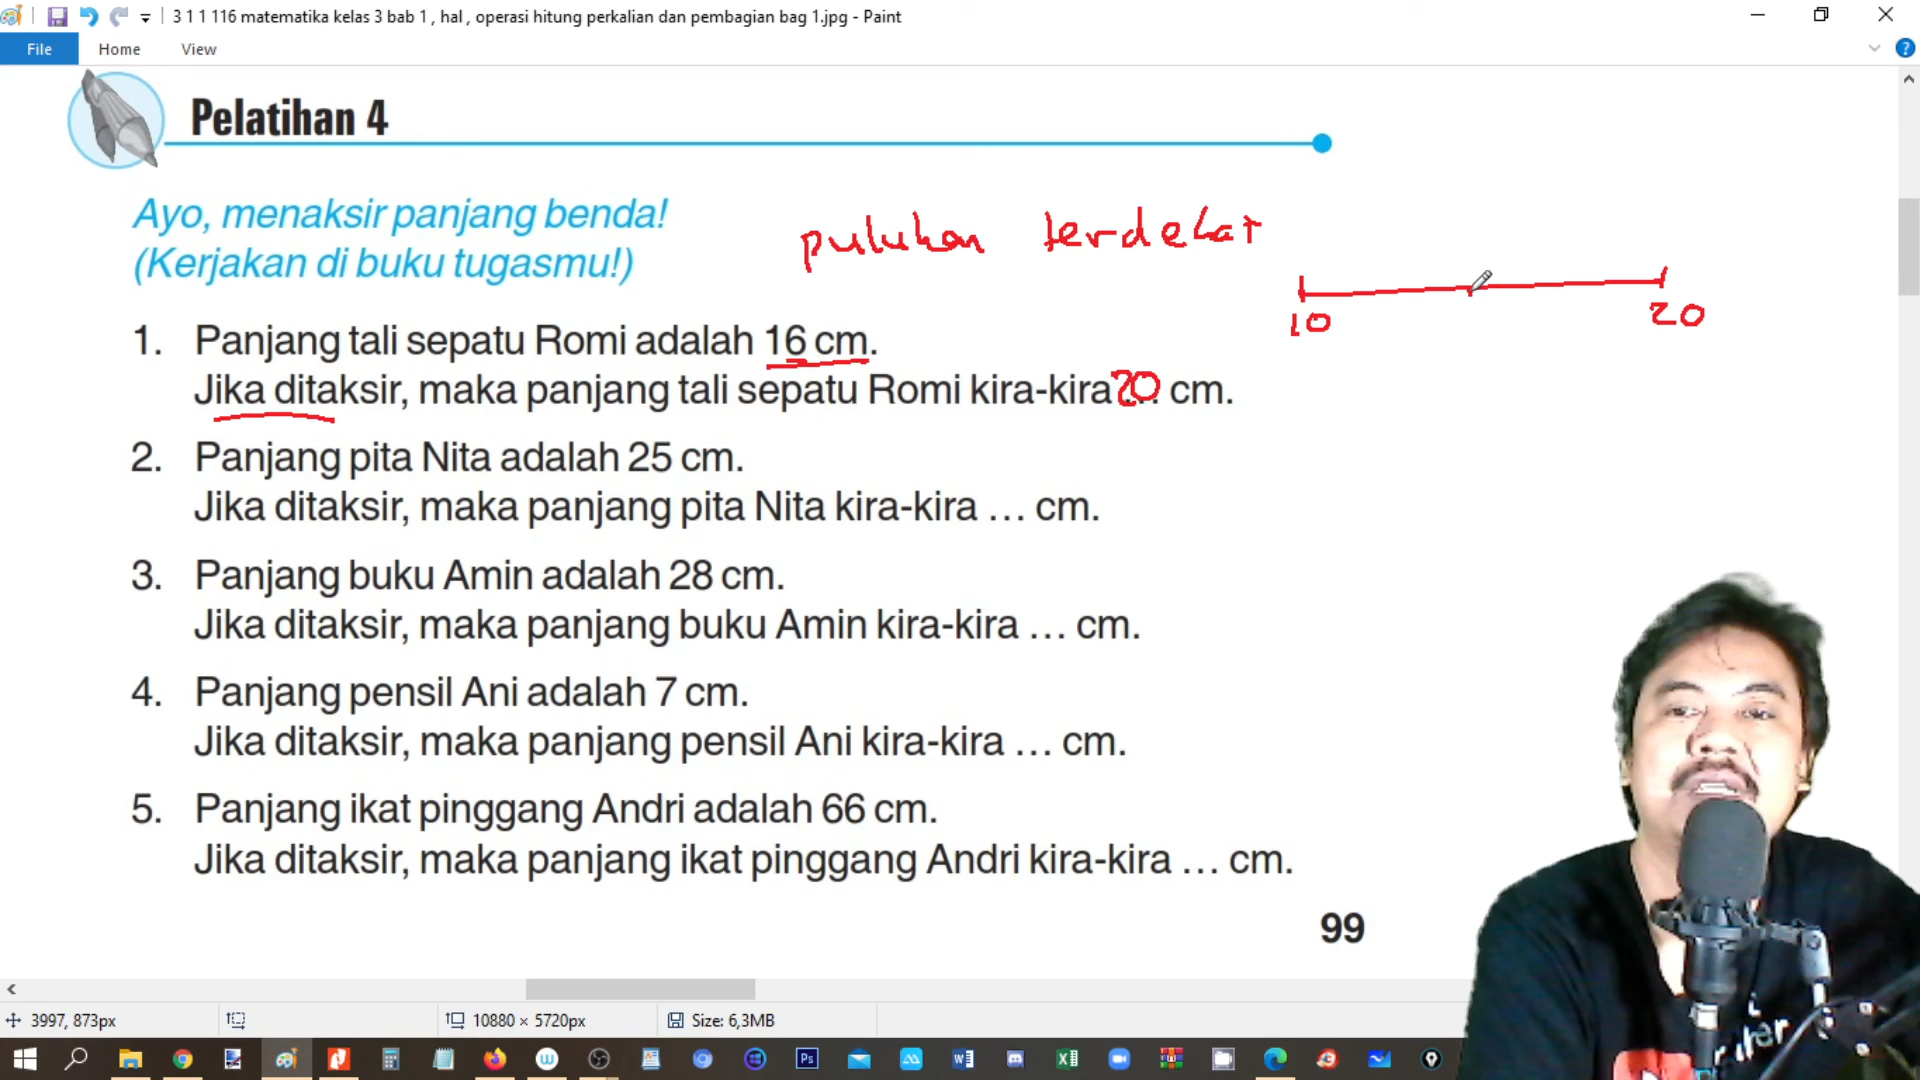 3 1 1 116 matematika kelas 3 bab 1 , hal , operasi hitung perkalian dan pembagian bag 1.jpg - Paint
File Home View
Pelatihan 4
Ayo, menaksir panjang benda!
(Kerjakan di buku tugasmu!)
puluhan terdekat
10 20
1. Panjang tali sepatu Romi adalah 16 cm.
Jika ditaksir, maka panjang tali sepatu Romi kira-kira 20 ... cm.
2. Panjang pita Nita adalah 25 cm.
Jika ditaksir, maka panjang pita Nita kira-kira ... cm.
3. Panjang buku Amin adalah 28 cm.
Jika ditaksir, maka panjang buku Amin kira-kira ... cm.
4. Panjang pensil Ani adalah 7 cm.
Jika ditaksir, maka panjang pensil Ani kira-kira ... cm.
5. Panjang ikat pinggang Andri adalah 66 cm.
Jika ditaksir, maka panjang ikat pinggang Andri kira-kira ... cm.
99
3997, 873px 10880 × 5720px Size: 6,3MB